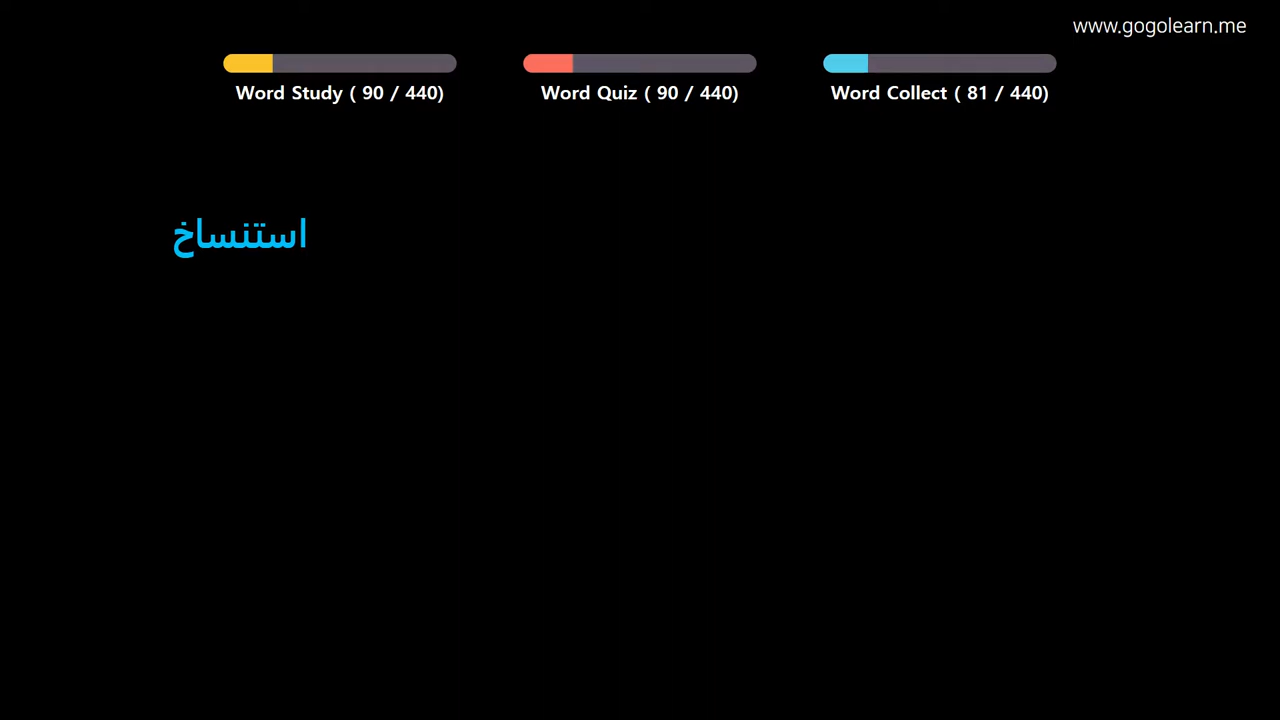 www.gogolearn.me
Word Study ( 90 / 440)
Word Quiz ( 90 / 440)
Word Collect ( 81 / 440)
استنساخ